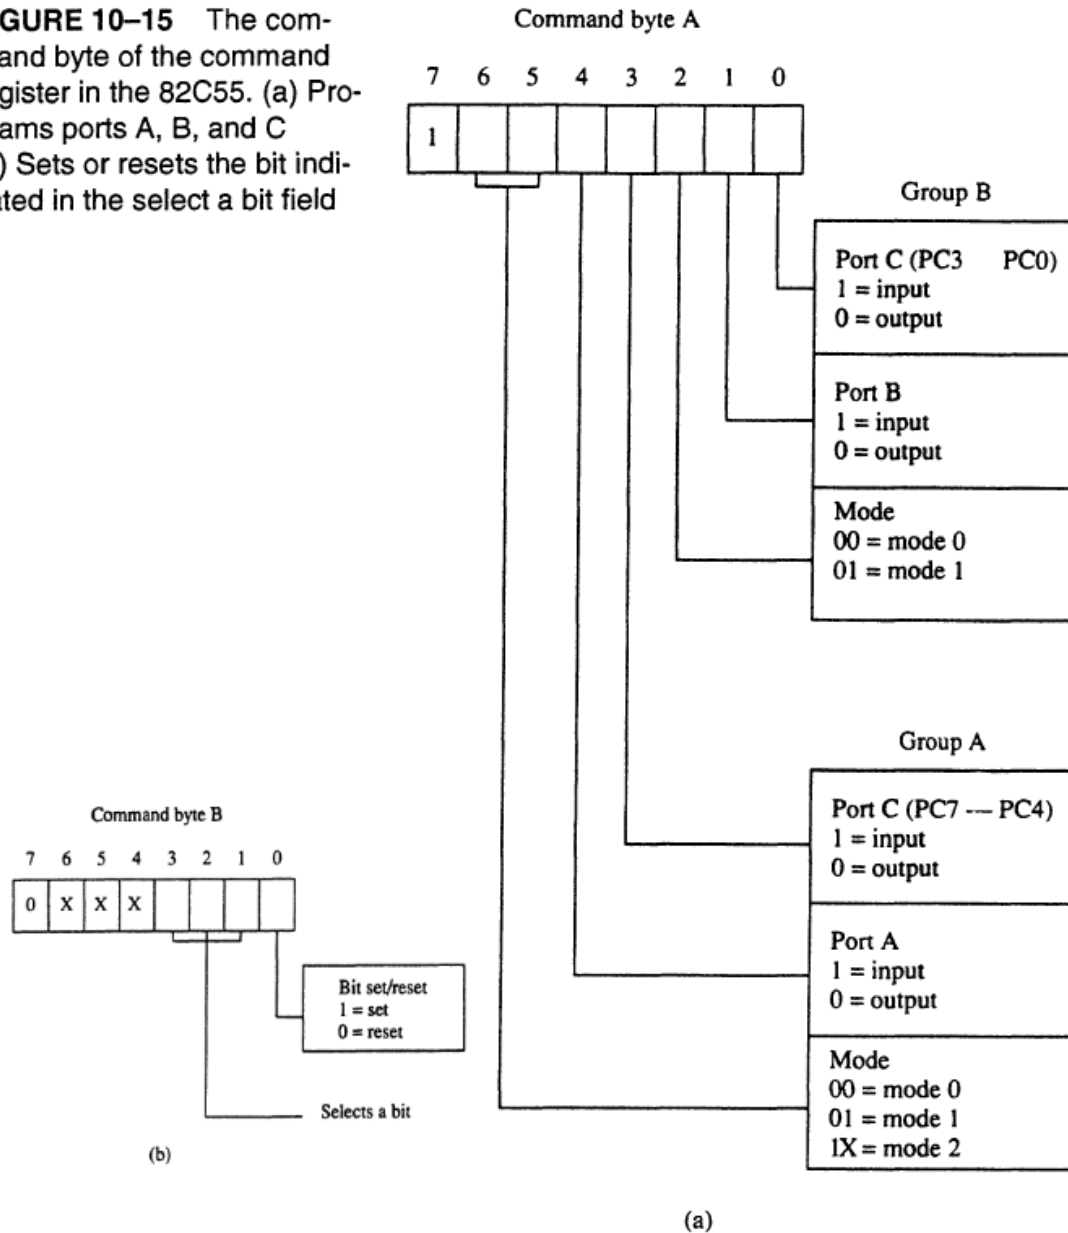 GURE 10–15 The com-
and byte of the command
gister in the 82C55. (a) Pro-
ams ports A, B, and C
) Sets or resets the bit indi-
ated in the select a bit field
Command byte A
7 6 5 4 3 2 1 0
1
Group B
Port C (PC3 PC0)
1 = input
0 = output
Port B
1 = input
0 = output
Mode
00 = mode 0
01 = mode 1
Group A
Port C (PC7 --- PC4)
1 = input
0 = output
Port A
1 = input
0 = output
Mode
00 = mode 0
01 = mode 1
1X = mode 2
(a)
Command byte B
7 6 5 4 3 2 1 0
0 X X X
Bit set/reset
1 = set
0 = reset
Selects a bit
(b)